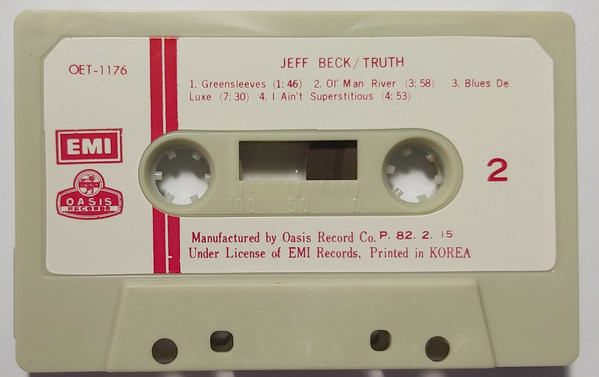 OET-1176
JEFF BECK/TRUTH
1. Greensleeves (1:46) 2. Ol' Man River (3:58) 3. Blues De
Luxe (7:30) 4. I Ain't Superstitious (4:53)
EMI
OASIS
RECORDS
2
100 50 0
Manufactured by Oasis Record Co. P. 82. 2. 15
Under License of EMI Records, Printed in KOREA